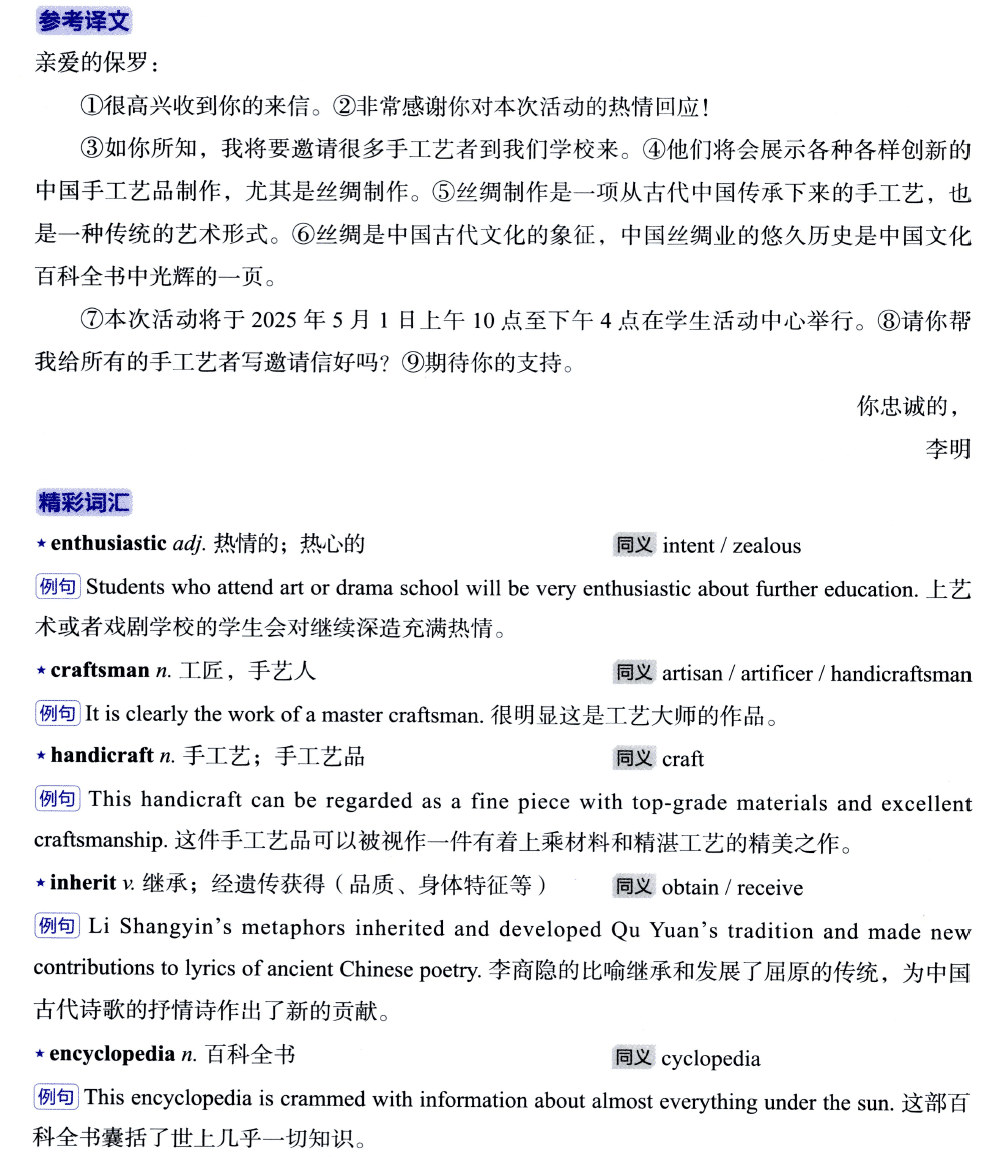 参考译文
亲爱的保罗：
①很高兴收到你的来信。②非常感谢你对本次活动的热情回应！
③如你所知，我将要邀请很多手工艺者到我们学校来。④他们将会展示各种各样创新的
中国手工艺品制作，尤其是丝绸制作。⑤丝绸制作是一项从古代中国传承下来的手工艺，也
是一种传统的艺术形式。⑥丝绸是中国古代文化的象征，中国丝绸业的悠久历史是中国文化
百科全书中光辉的一页。
⑦本次活动将于 2025 年 5 月 1 日上午 10 点至下午 4 点在学生活动中心举行。⑧请你帮
我给所有的手工艺者写邀请信好吗？⑨期待你的支持。
你忠诚的，
李明
精彩词汇
★ enthusiastic adj. 热情的；热心的 同义 intent / zealous
例句 Students who attend art or drama school will be very enthusiastic about further education. 上艺
术或者戏剧学校的学生会对继续深造充满热情。
★ craftsman n. 工匠，手艺人 同义 artisan / artificer / handicraftsman
例句 It is clearly the work of a master craftsman. 很明显这是工艺大师的作品。
★ handicraft n. 手工艺；手工艺品 同义 craft
例句 This handicraft can be regarded as a fine piece with top-grade materials and excellent
craftsmanship. 这件手工艺品可以被视作一件有着上乘材料和精湛工艺的精美之作。
★ inherit v. 继承；经遗传获得（品质、身体特征等） 同义 obtain / receive
例句 Li Shangyin's metaphors inherited and developed Qu Yuan's tradition and made new
contributions to lyrics of ancient Chinese poetry. 李商隐的比喻继承和发展了屈原的传统，为中国
古代诗歌的抒情诗作出了新的贡献。
★ encyclopedia n. 百科全书 同义 cyclopedia
例句 This encyclopedia is crammed with information about almost everything under the sun. 这部百
科全书囊括了世上几乎一切知识。